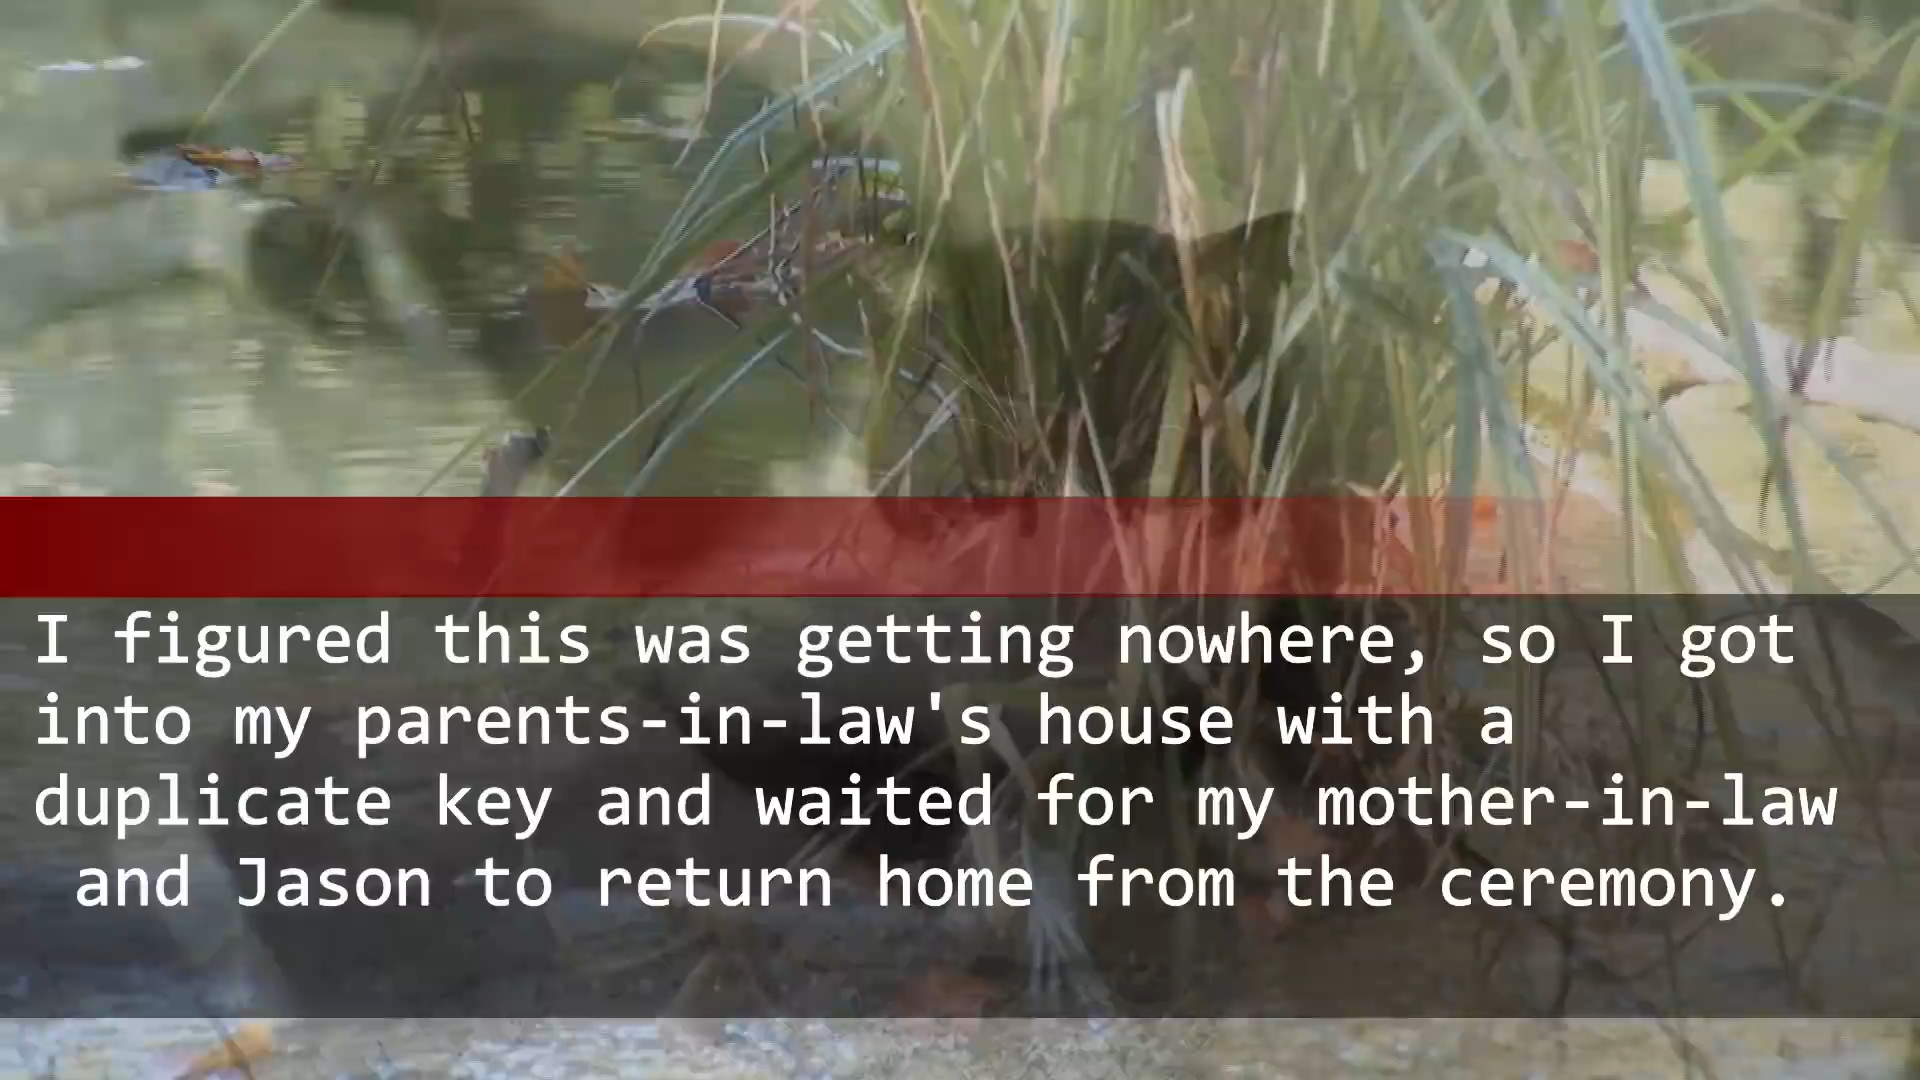 I figured this was getting nowhere, so I got
into my parents-in-law's house with a
duplicate key and waited for my mother-in-law
and Jason to return home from the ceremony.